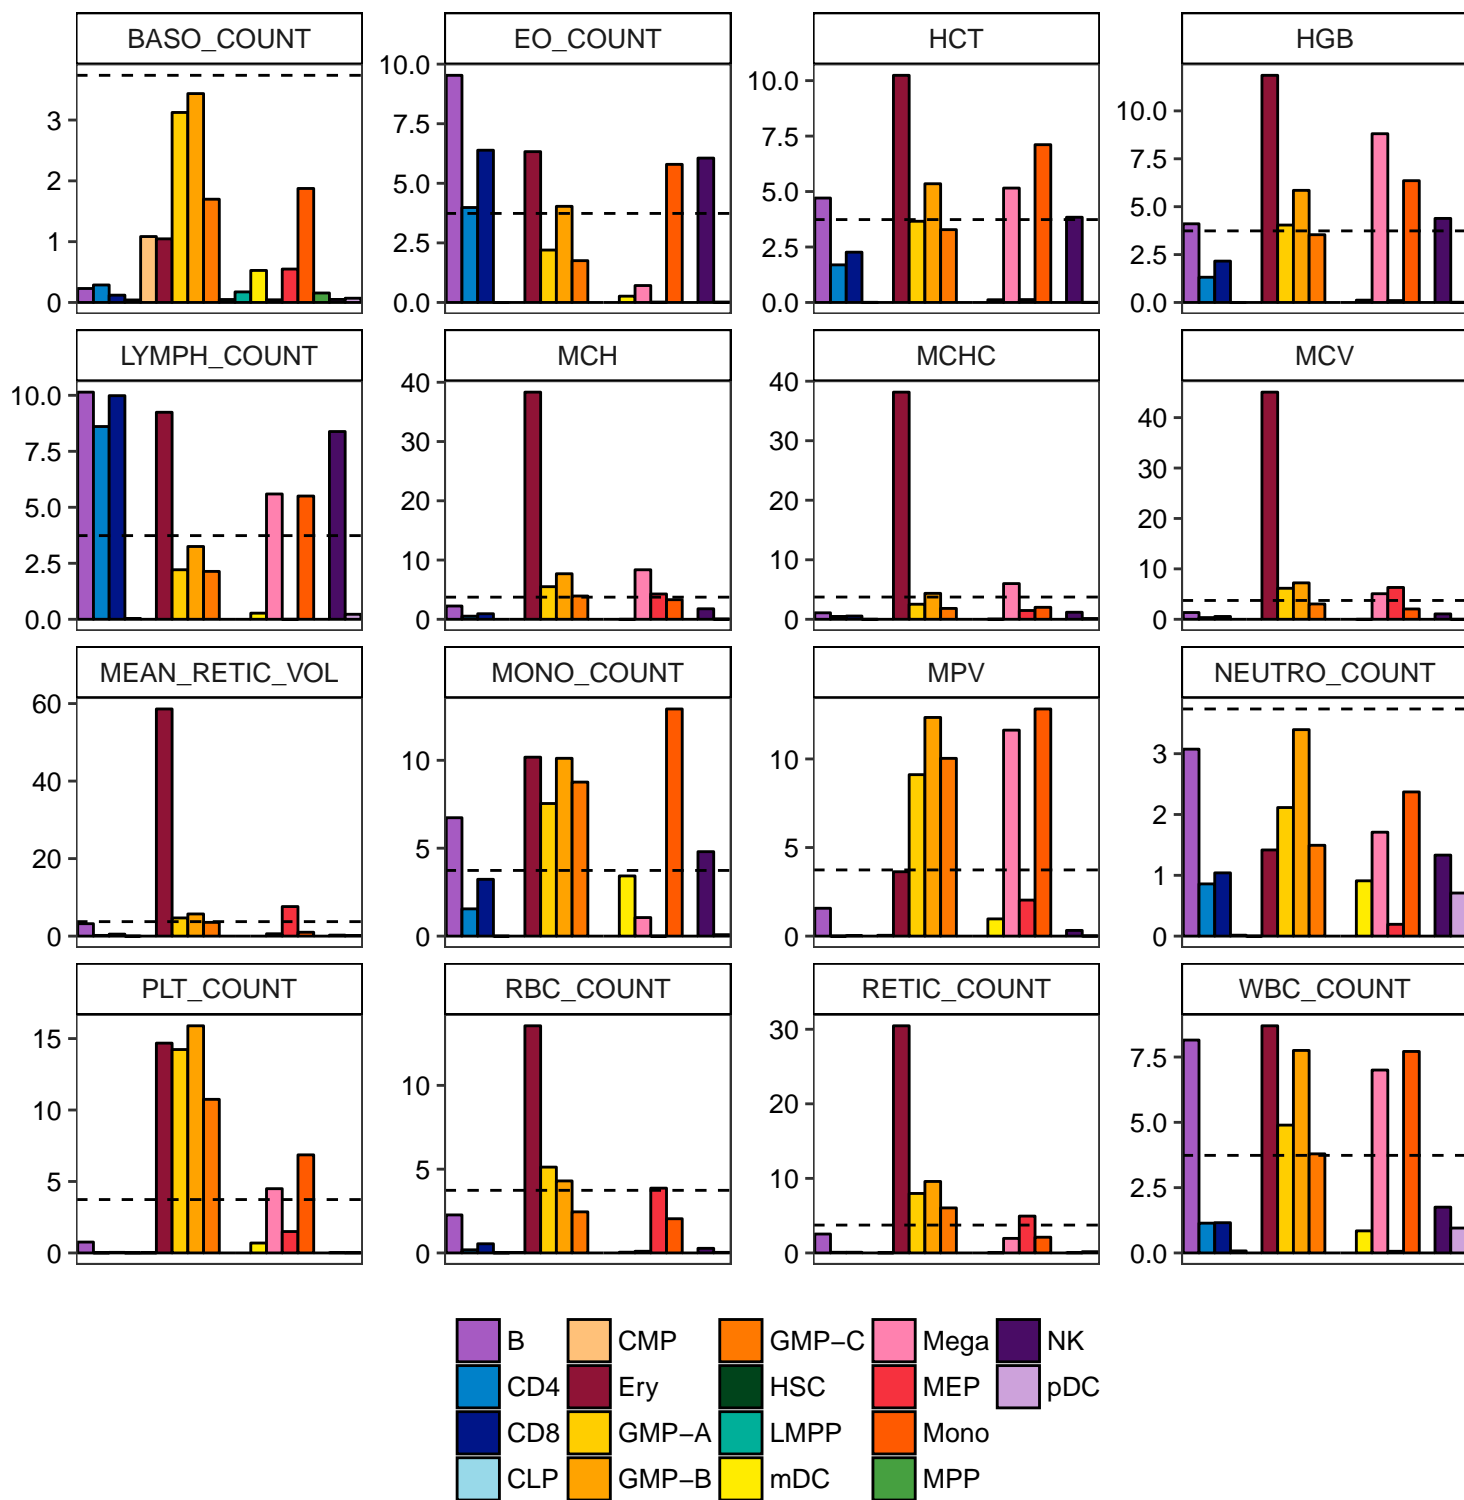 BASO_COUNT EO_COUNT HCT HGB
3 2 1 0
10.0 7.5 5.0 2.5 0.0
10.0 7.5 5.0 2.5 0.0
10.0 7.5 5.0 2.5 0.0
LYMPH_COUNT MCH MCHC MCV
10.0 7.5 5.0 2.5 0.0
40 30 20 10 0
40 30 20 10 0
40 30 20 10 0
MEAN_RETIC_VOL MONO_COUNT MPV NEUTRO_COUNT
60 40 20 0
10 5 0
10 5 0
3 2 1 0
PLT_COUNT RBC_COUNT RETIC_COUNT WBC_COUNT
15 10 5 0
10 5 0
30 20 10 0
7.5 5.0 2.5 0.0
B CMP GMP−C Mega NK
CD4 Ery HSC MEP pDC
CD8 GMP−A LMPP Mono
CLP GMP−B mDC MPP